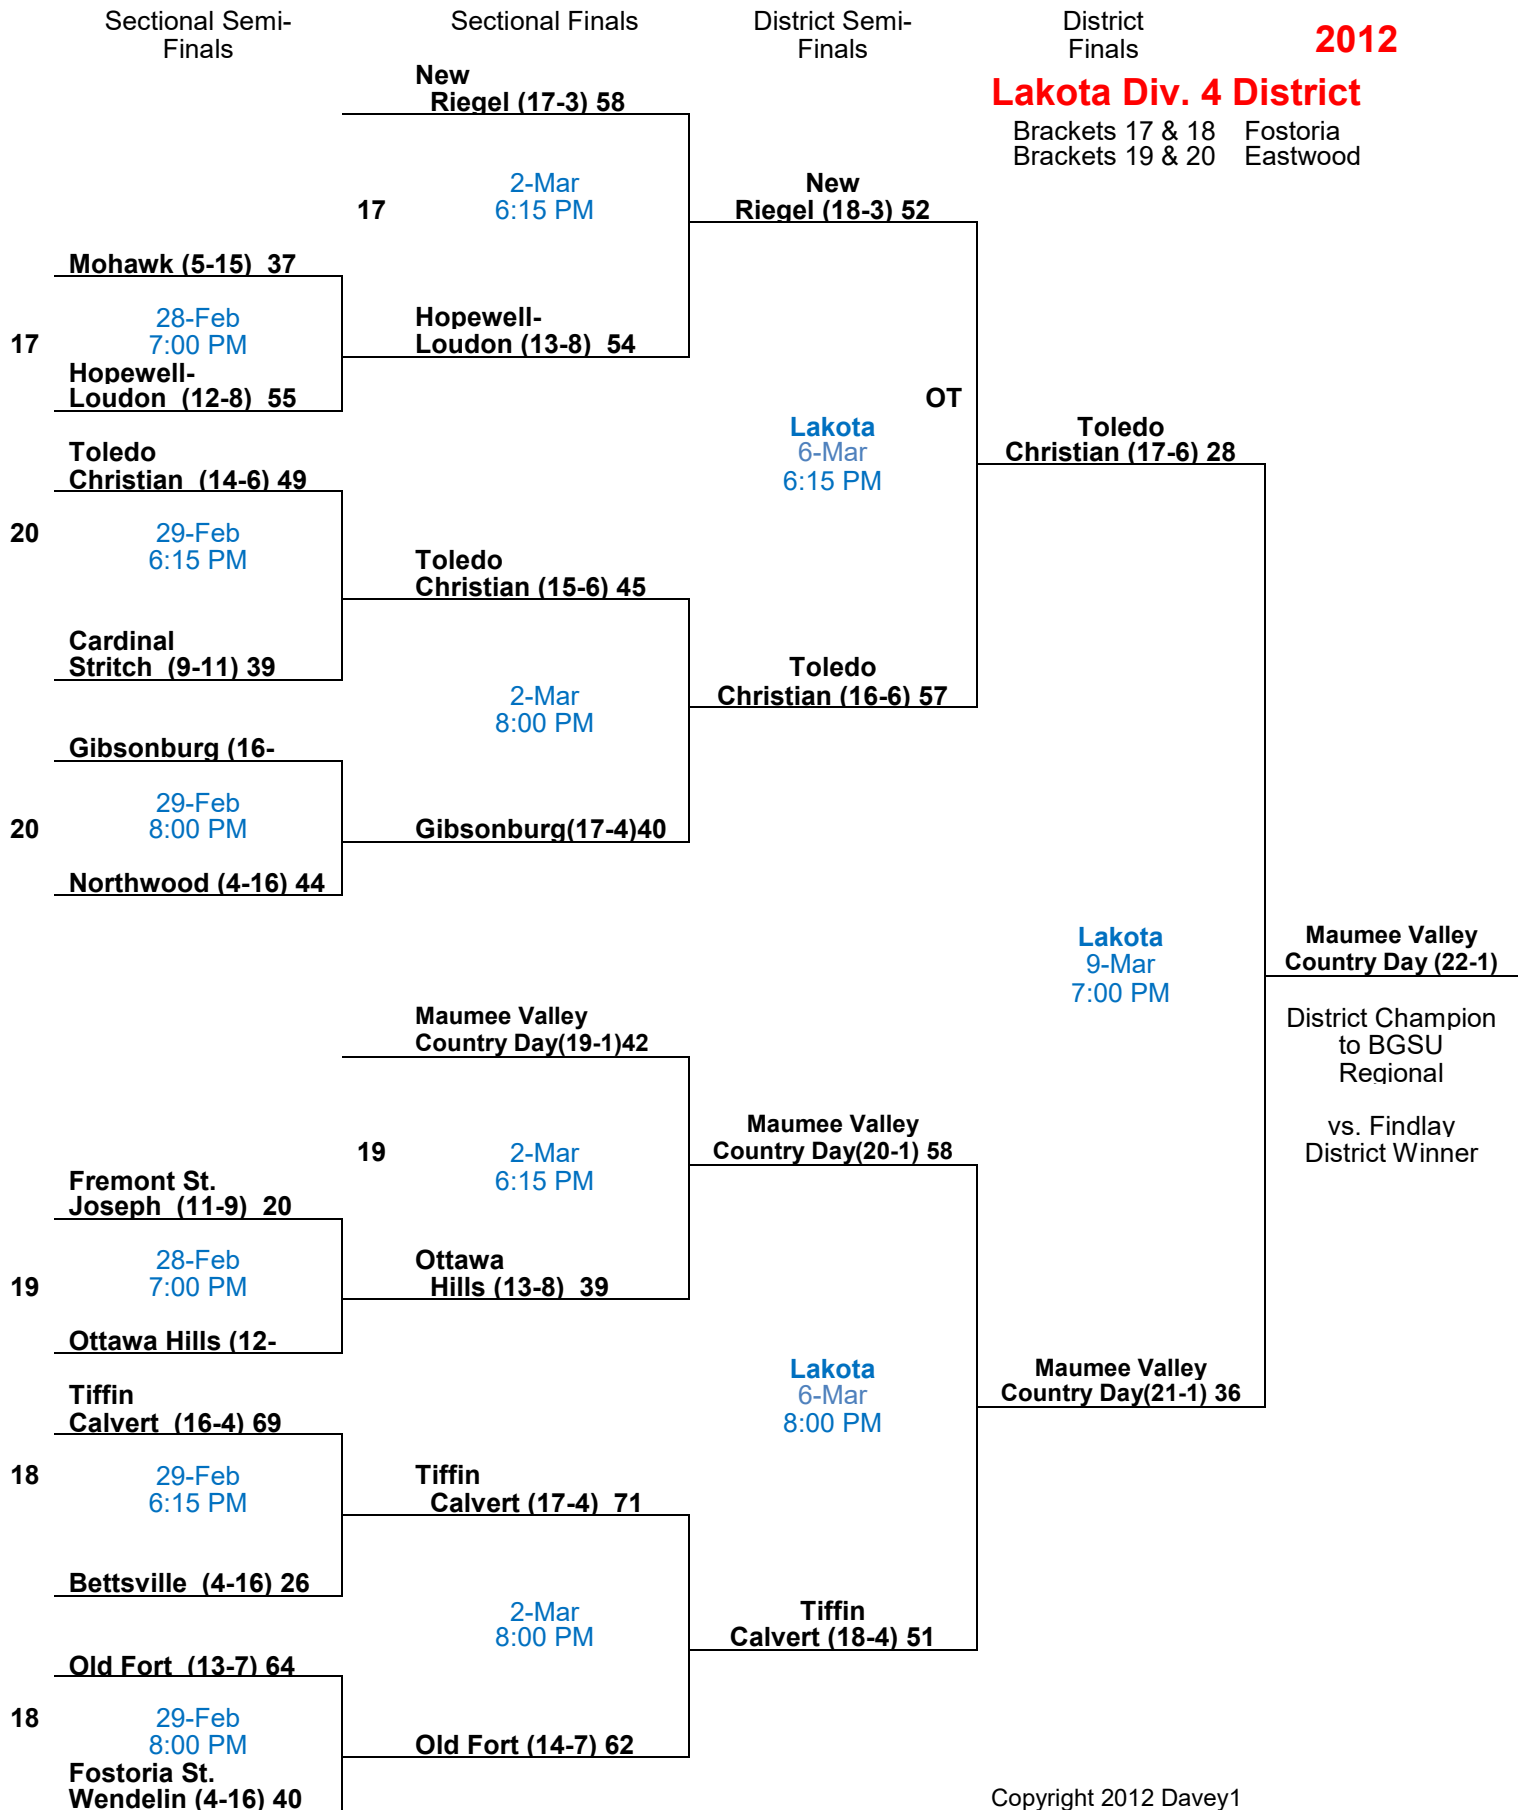 Sectional Semi-
Finals
Sectional Finals
District Semi-
Finals
District
Finals
2012
Lakota Div. 4 District
Brackets 17 & 18 Fostoria
Brackets 19 & 20 Eastwood
New
Riegel (17-3) 58
17
2-Mar
6:15 PM
New
Riegel (18-3) 52
Mohawk (5-15) 37
17
28-Feb
7:00 PM
Hopewell-
Loudon (13-8) 54
Hopewell-
Loudon (12-8) 55
OT
Lakota
6-Mar
6:15 PM
Toledo
Christian (17-6) 28
Toledo
Christian (14-6) 49
20
29-Feb
6:15 PM
Toledo
Christian (15-6) 45
Cardinal
Stritch (9-11) 39
2-Mar
8:00 PM
Toledo
Christian (16-6) 57
Gibsonburg (16-
20
29-Feb
8:00 PM
Gibsonburg(17-4)40
Northwood (4-16) 44
Lakota
9-Mar
7:00 PM
Maumee Valley
Country Day (22-1)
District Champion
to BGSU
Regional
vs. Findlay
District Winner
Maumee Valley
Country Day(19-1)42
19
2-Mar
6:15 PM
Maumee Valley
Country Day(20-1) 58
Fremont St.
Joseph (11-9) 20
19
28-Feb
7:00 PM
Ottawa
Hills (13-8) 39
Ottawa Hills (12-
Lakota
6-Mar
8:00 PM
Maumee Valley
Country Day(21-1) 36
Tiffin
Calvert (16-4) 69
18
29-Feb
6:15 PM
Tiffin
Calvert (17-4) 71
Bettsville (4-16) 26
2-Mar
8:00 PM
Tiffin
Calvert (18-4) 51
Old Fort (13-7) 64
18
29-Feb
8:00 PM
Old Fort (14-7) 62
Fostoria St.
Wendelin (4-16) 40
Copyright 2012 Davey1